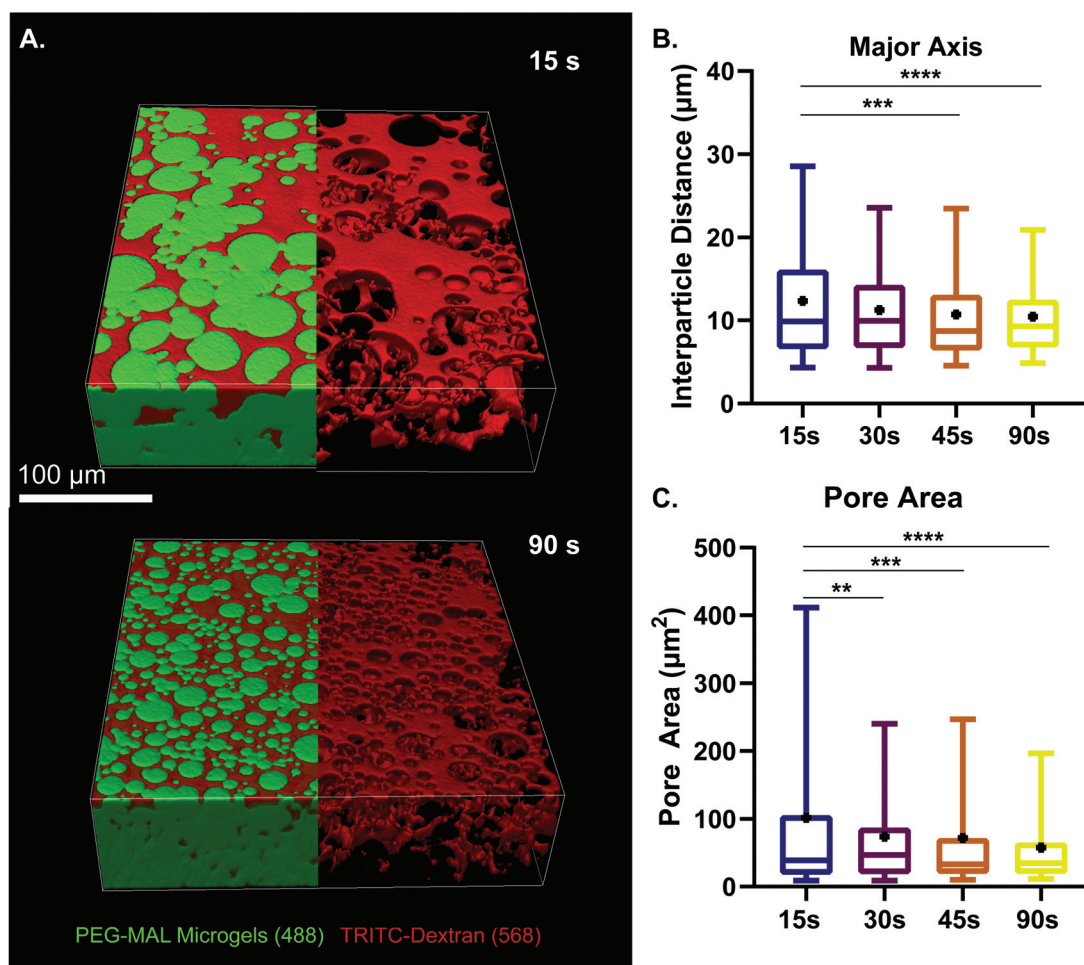 A.
15 s
100 µm
90 s
PEG-MAL Microgels (488) TRITC-Dextran (568)
B.
Major Axis
Interparticle Distance (µm)
40
30
20
10
0
****
***
15s 30s 45s 90s
C.
Pore Area
Pore Area (µm²)
500
400
300
200
100
0
****
***
**
15s 30s 45s 90s